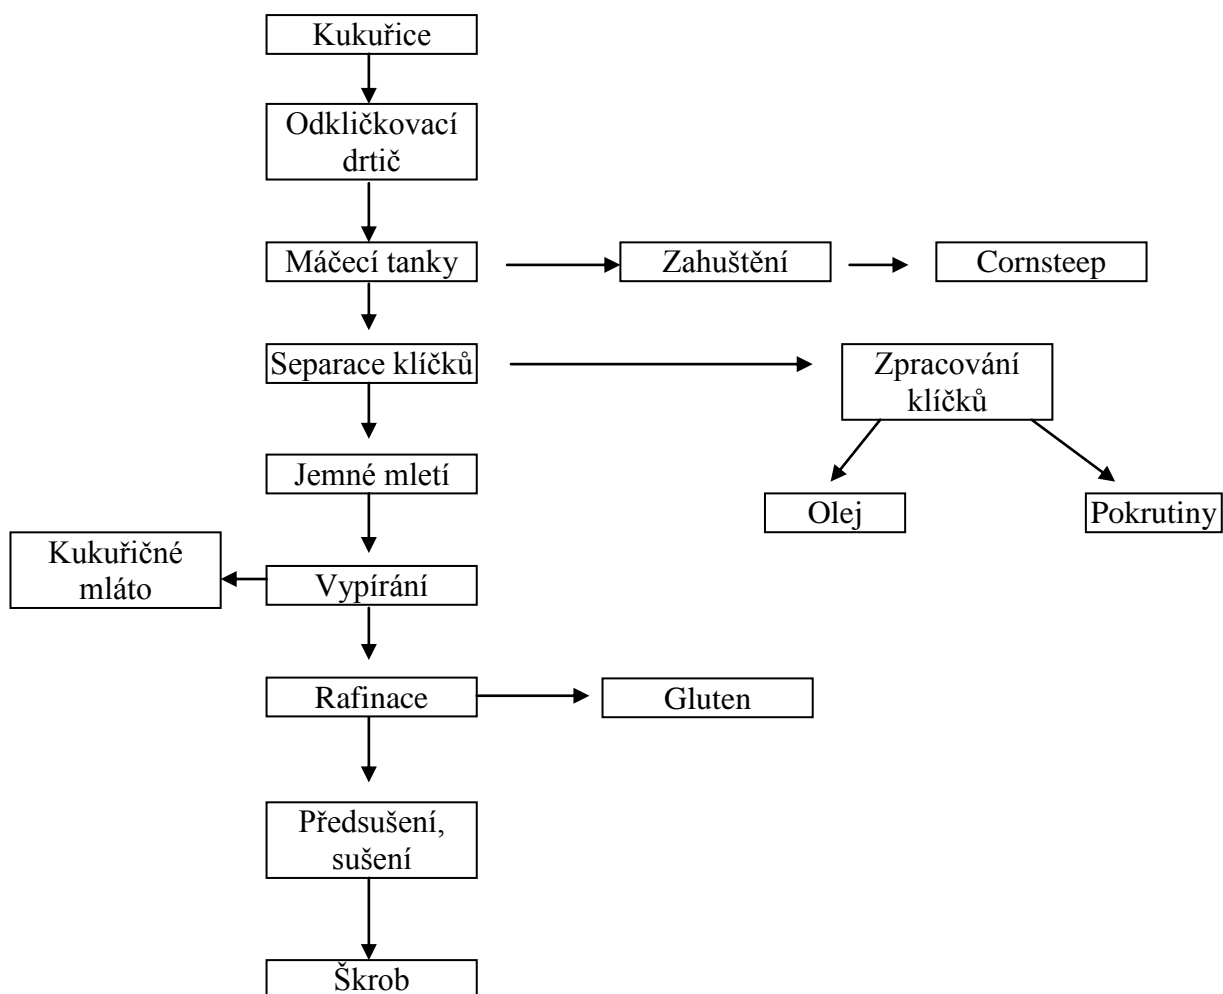 Kukuřice
Odkličkovací
drtič
Máčecí tanky
Zahuštění
Cornsteep
Separace klíčků
Zpracování
klíčků
Jemné mletí
Olej
Pokrutiny
Kukuřičné
mláto
Vypírání
Rafinace
Gluten
Předsušení,
sušení
Škrob